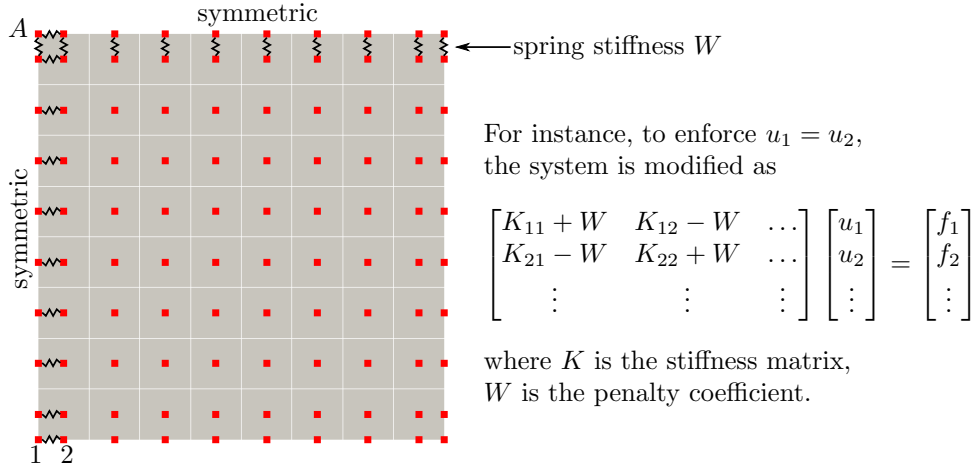 symmetric
A
spring stiffness W
For instance, to enforce u₁ = u₂,
the system is modified as
[K₁₁ + W K₁₂ − W …] [u₁] = [f₁]
[K₂₁ − W K₂₂ + W …] [u₂] [f₂]
⋮ ⋮ ⋮ ⋮ ⋮
where K is the stiffness matrix,
W is the penalty coefficient.
symmetric
1 2